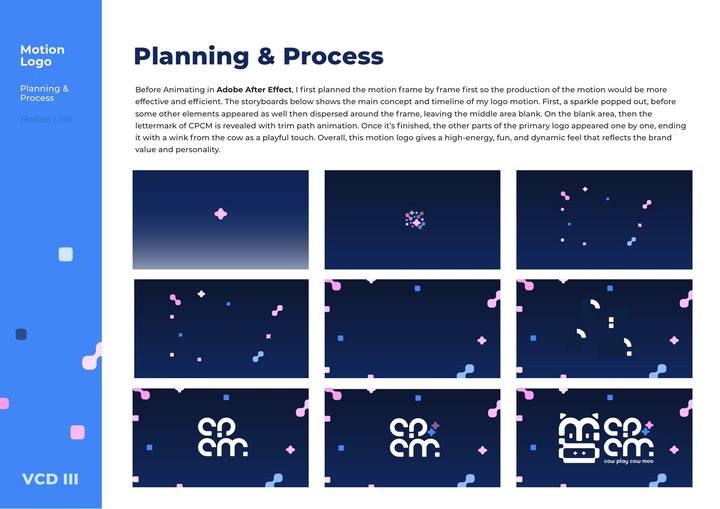 Motion
Logo
Planning &
Process
Motion Link
VCD III
Planning & Process
Before Animating in Adobe After Effect, I first planned the motion frame by frame first so the production of the motion would be more
effective and efficient. The storyboards below shows the main concept and timeline of my logo motion. First, a sparkle popped out, before
some other elements appeared as well then dispersed around the frame, leaving the middle area blank. On the blank area, then the
lettermark of CPCM is revealed with trim path animation. Once it's finished, the other parts of the primary logo appeared one by one, ending
it with a wink from the cow as a playful touch. Overall, this motion logo gives a high-energy, fun, and dynamic feel that reflects the brand
value and personality.
cp
cm.
cp
cm.
cp
cm.
cow play cow moo